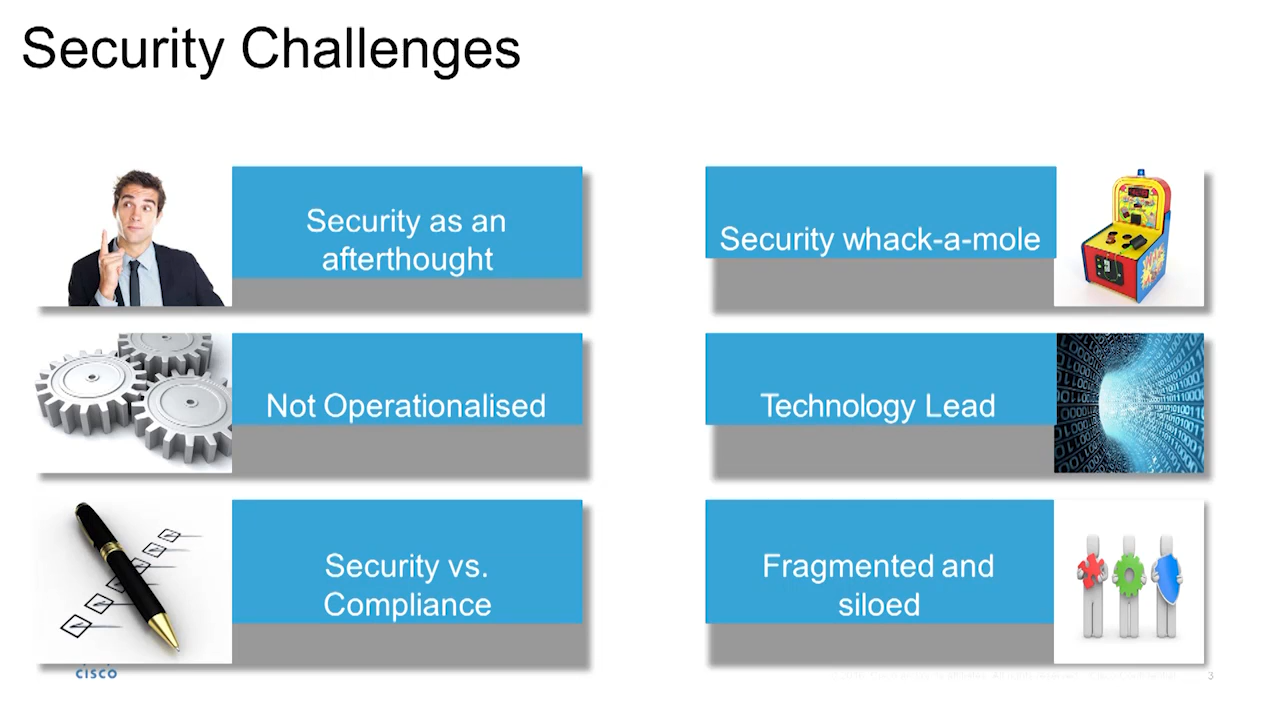 Security Challenges
Security as an
afterthought
Security whack-a-mole
Not Operationalised
Technology Lead
Security vs.
Compliance
Fragmented and
siloed
cisco
3